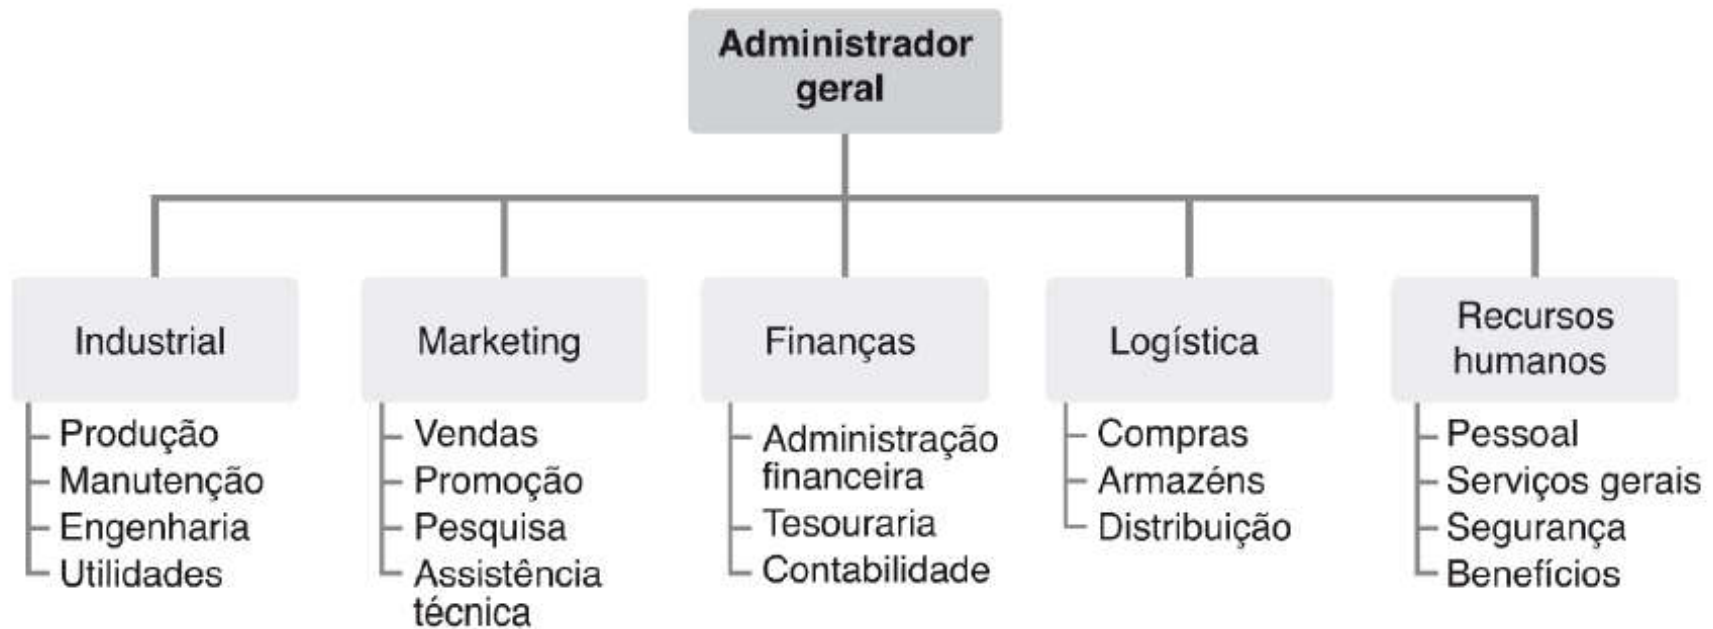 Administrador
geral
Industrial
Produção
Manutenção
Engenharia
Utilidades
Marketing
Vendas
Promoção
Pesquisa
Assistência
técnica
Finanças
Administração
financeira
Tesouraria
Contabilidade
Logística
Compras
Armazéns
Distribuição
Recursos
humanos
Pessoal
Serviços gerais
Segurança
Benefícios